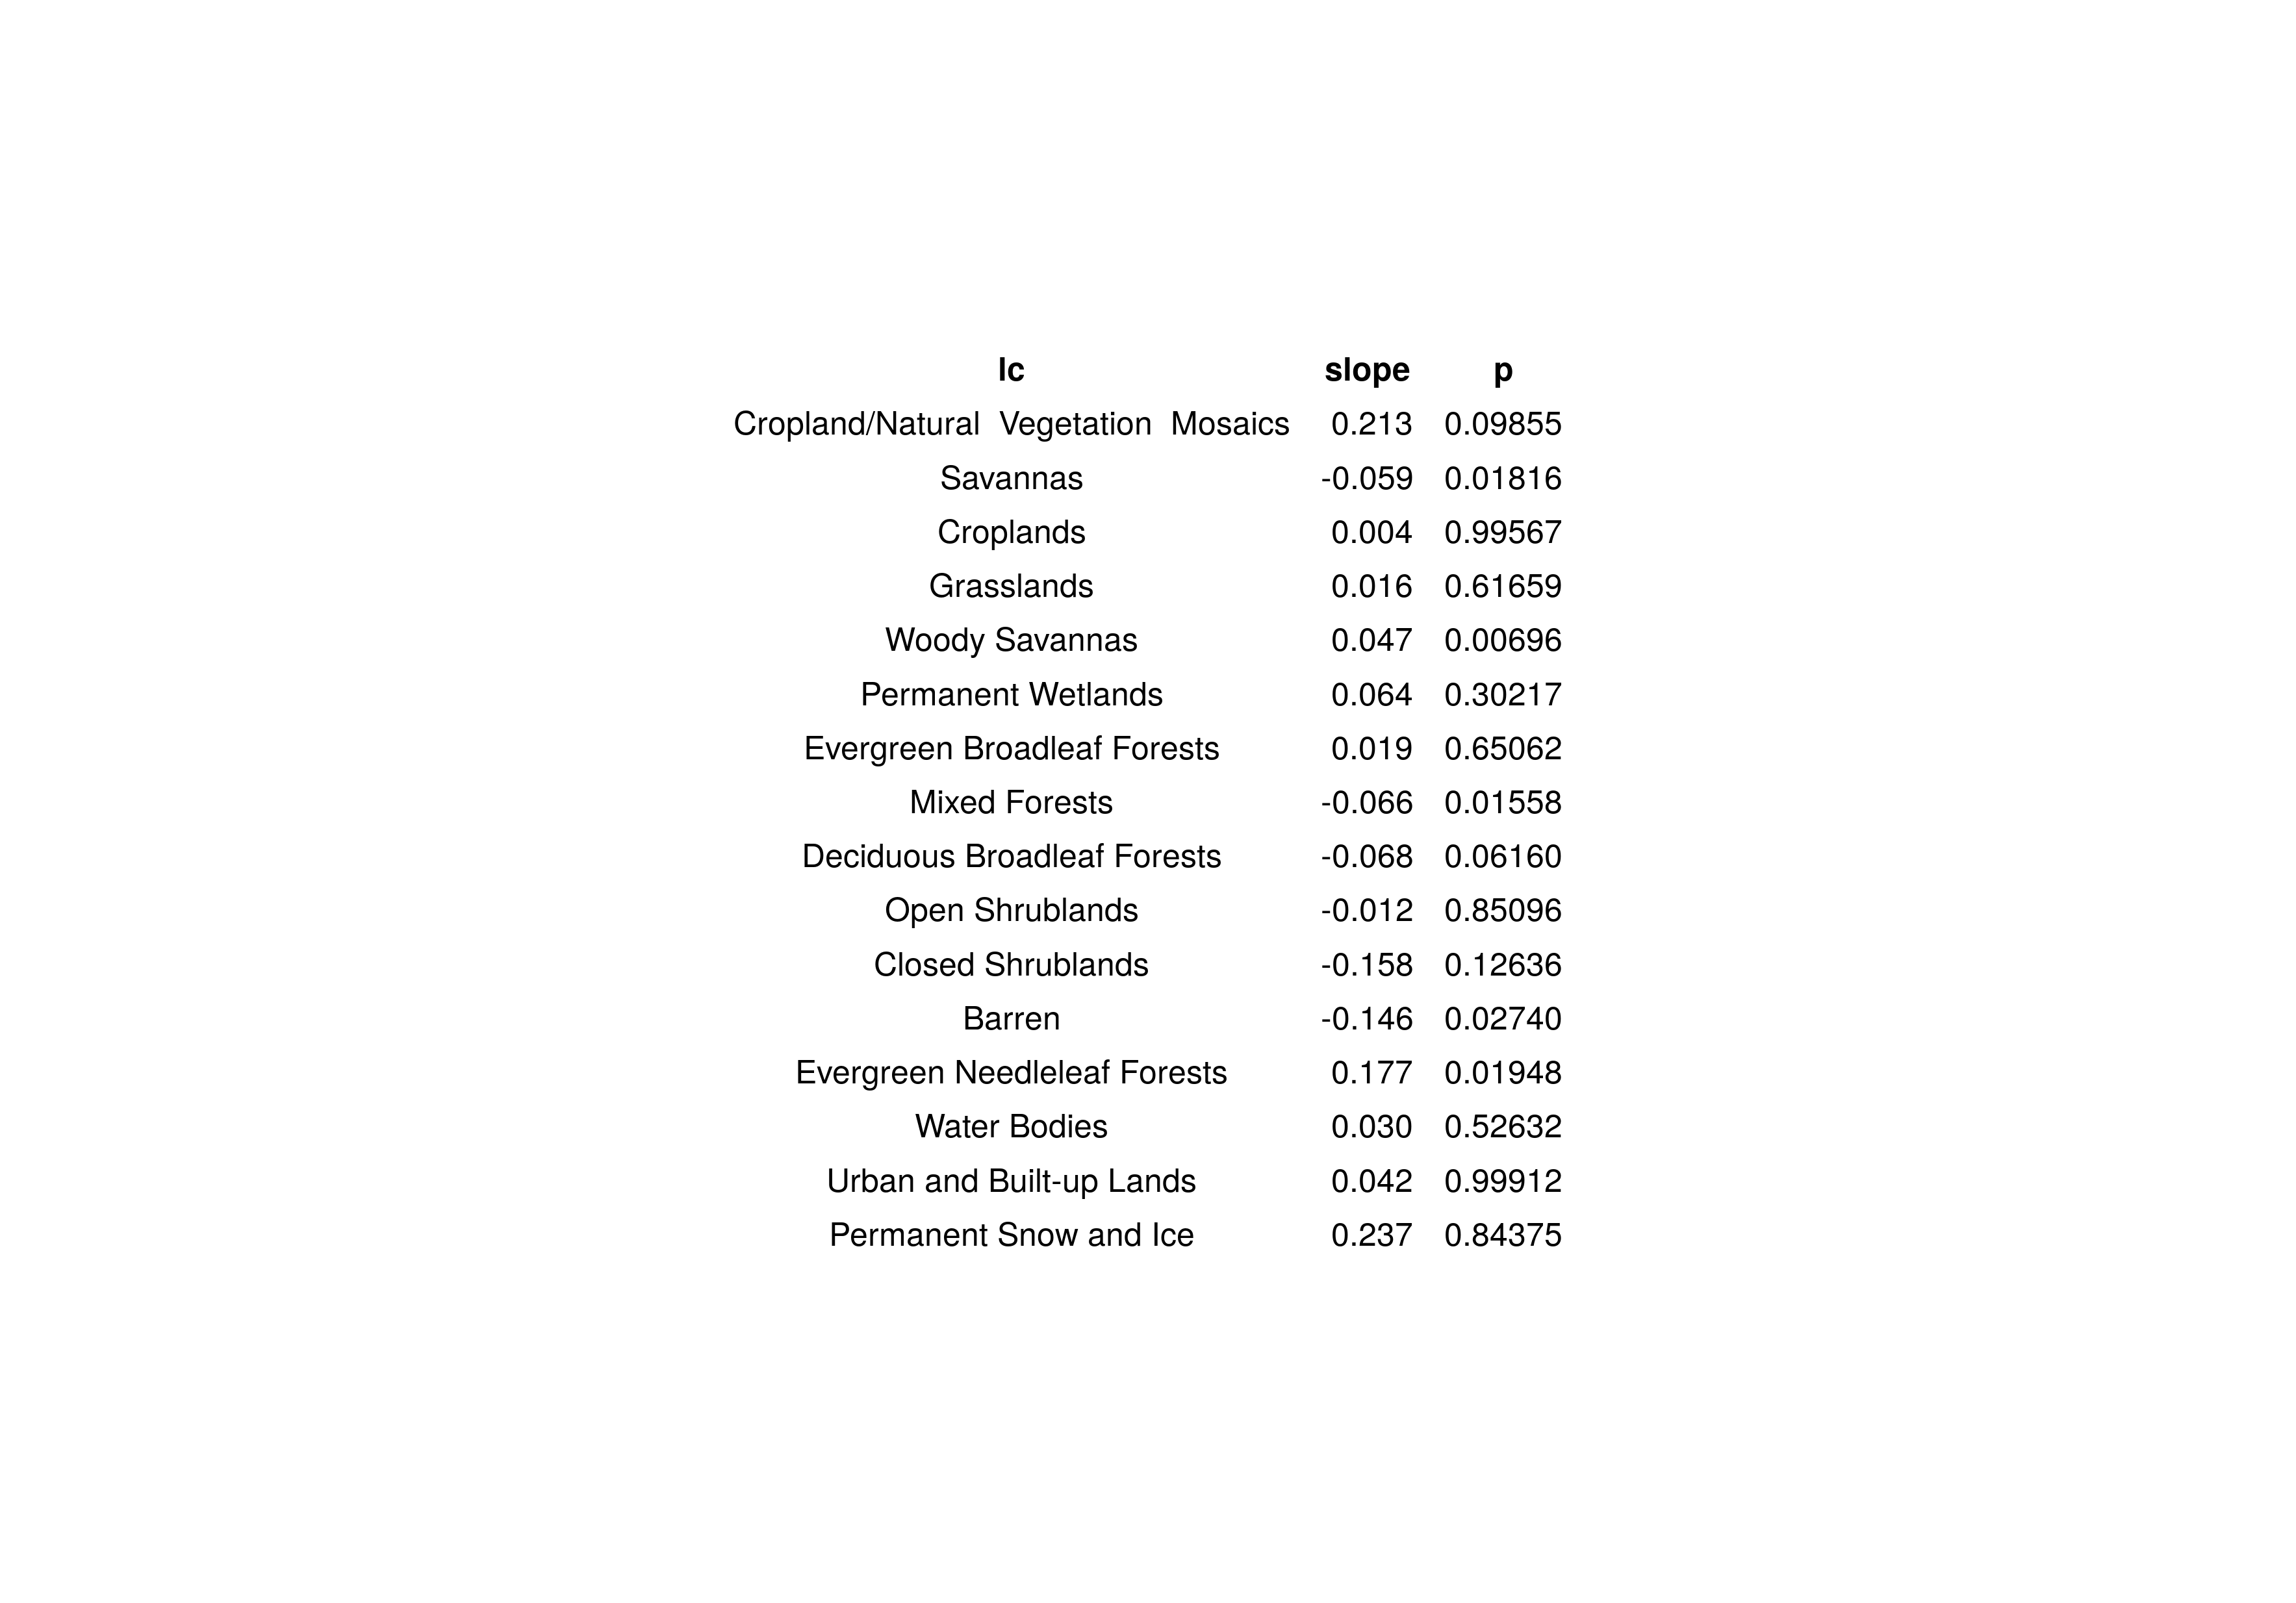 lc slope p
Cropland/Natural Vegetation Mosaics 0.213 0.09855
Savannas -0.059 0.01816
Croplands 0.004 0.99567
Grasslands 0.016 0.61659
Woody Savannas 0.047 0.00696
Permanent Wetlands 0.064 0.30217
Evergreen Broadleaf Forests 0.019 0.65062
Mixed Forests -0.066 0.01558
Deciduous Broadleaf Forests -0.068 0.06160
Open Shrublands -0.012 0.85096
Closed Shrublands -0.158 0.12636
Barren -0.146 0.02740
Evergreen Needleleaf Forests 0.177 0.01948
Water Bodies 0.030 0.52632
Urban and Built-up Lands 0.042 0.99912
Permanent Snow and Ice 0.237 0.84375